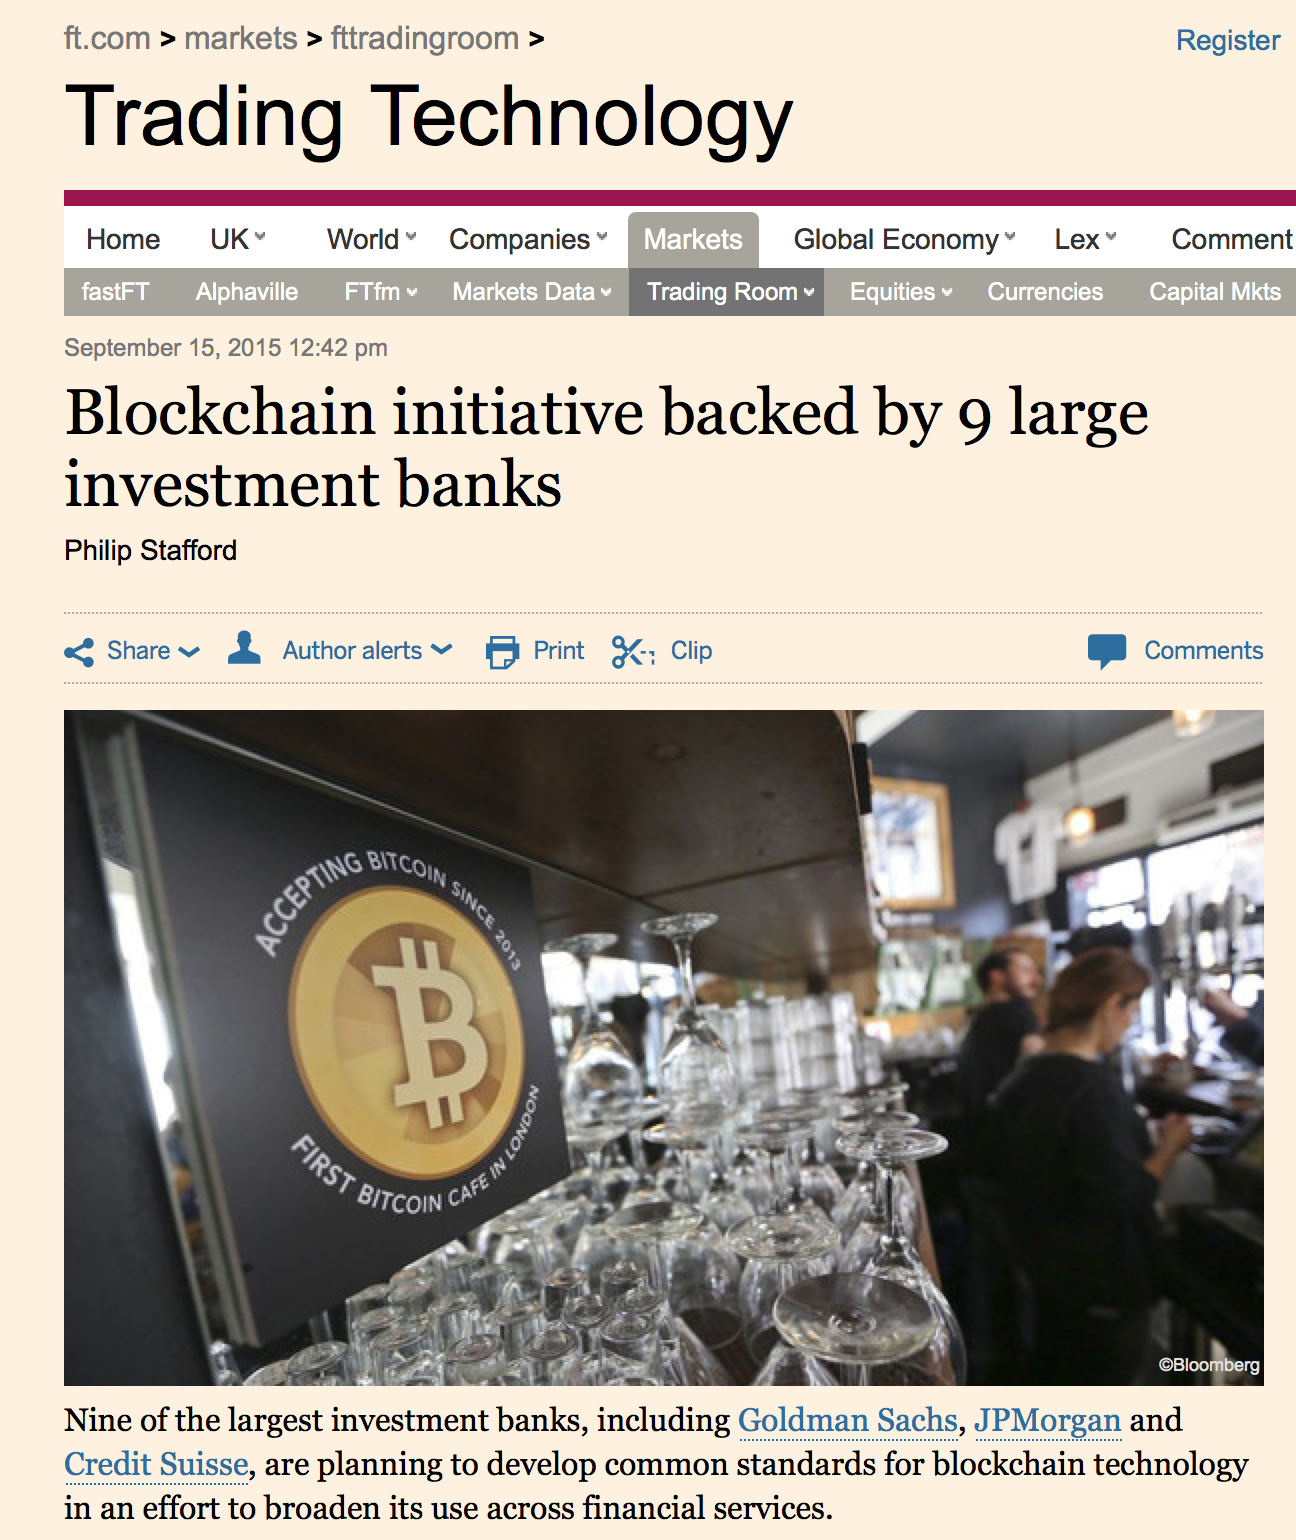 ft.com > markets > fttradingroom >
Register
Trading Technology
Home UK World Companies Markets Global Economy Lex Comment
fastFT Alphaville FTfm Markets Data Trading Room Equities Currencies Capital Mkts
September 15, 2015 12:42 pm
Blockchain initiative backed by 9 large
investment banks
Philip Stafford
Share Author alerts Print Clip Comments
ACCEPTING BITCOIN SINCE 2013
FIRST BITCOIN CAFE IN LONDON
©Bloomberg
Nine of the largest investment banks, including Goldman Sachs, JPMorgan and
Credit Suisse, are planning to develop common standards for blockchain technology
in an effort to broaden its use across financial services.